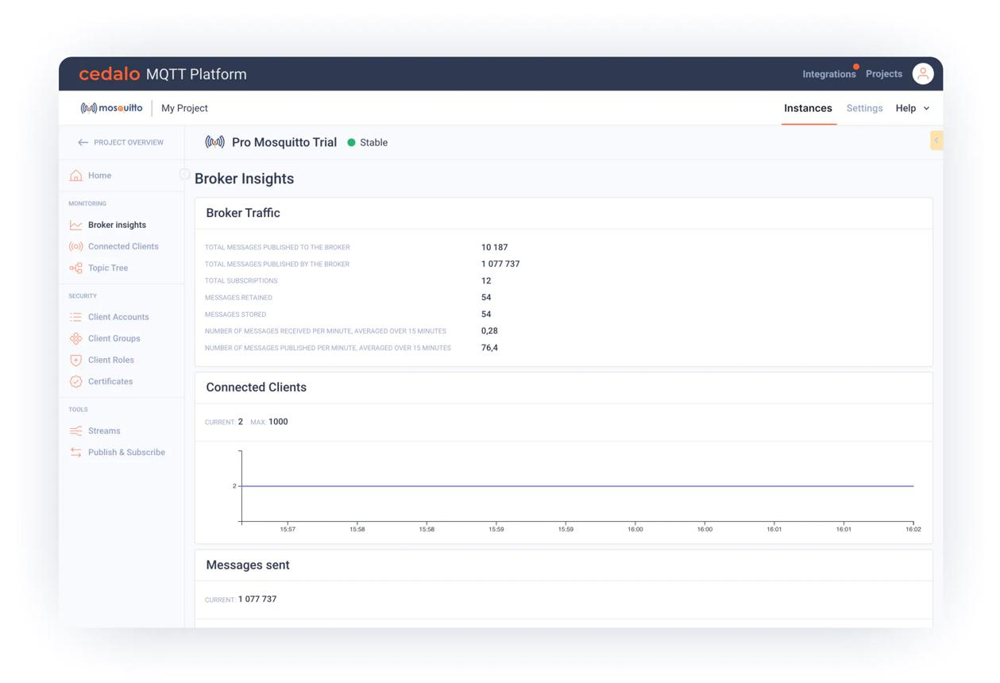 cedalo MQTT Platform
Integrations Projects
mosquitto My Project
Instances Settings Help
PROJECT OVERVIEW
Pro Mosquitto Trial Stable
Home
MONITORING
Broker insights
Connected Clients
Topic Tree
SECURITY
Client Accounts
Client Groups
Client Roles
Certificates
TOOLS
Streams
Publish & Subscribe
Broker Insights
Broker Traffic
TOTAL MESSAGES PUBLISHED TO THE BROKER 10 187
TOTAL MESSAGES PUBLISHED BY THE BROKER 1 077 737
TOTAL SUBSCRIPTIONS 12
MESSAGES RETAINED 54
MESSAGES STORED 54
NUMBER OF MESSAGES RECEIVED PER MINUTE, AVERAGED OVER 15 MINUTES 0,28
NUMBER OF MESSAGES PUBLISHED PER MINUTE, AVERAGED OVER 15 MINUTES 76,4
Connected Clients
CURRENT: 2 MAX: 1000
2
15:57 15:58 15:58 15:59 15:59 16:00 16:00 16:01 16:01 16:02
Messages sent
CURRENT: 1 077 737